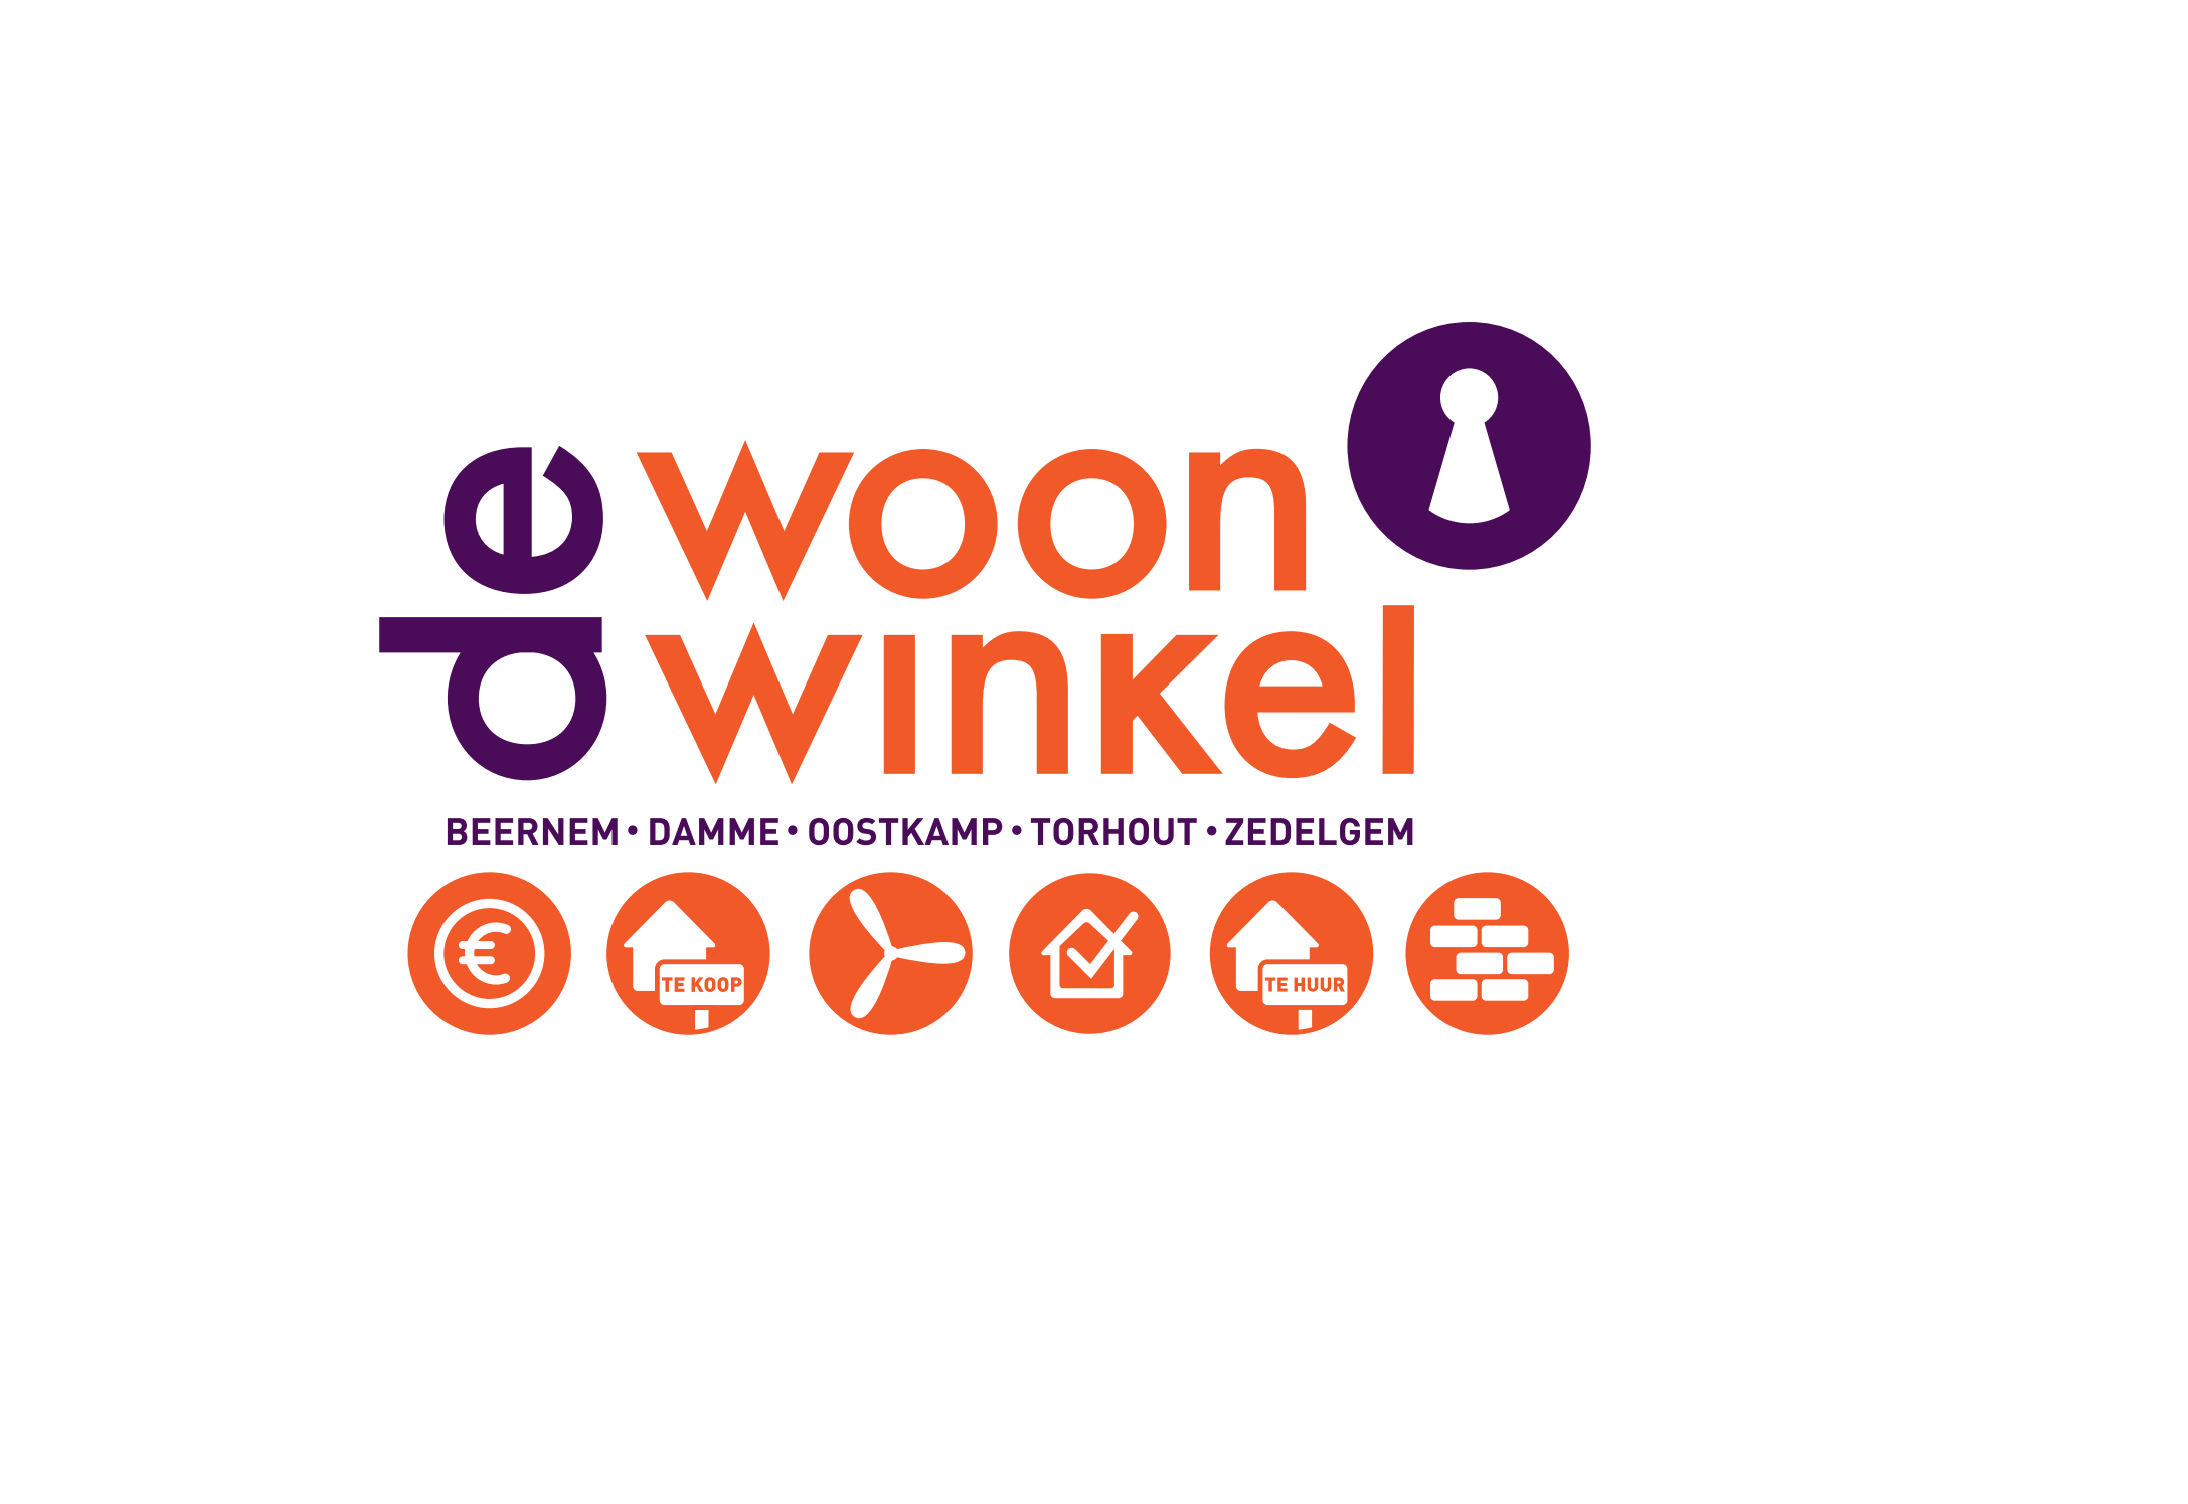 de
woon
winkel
BEERNEM • DAMME • OOSTKAMP • TORHOUT • ZEDELGEM
€
TE KOOP
TE HUUR